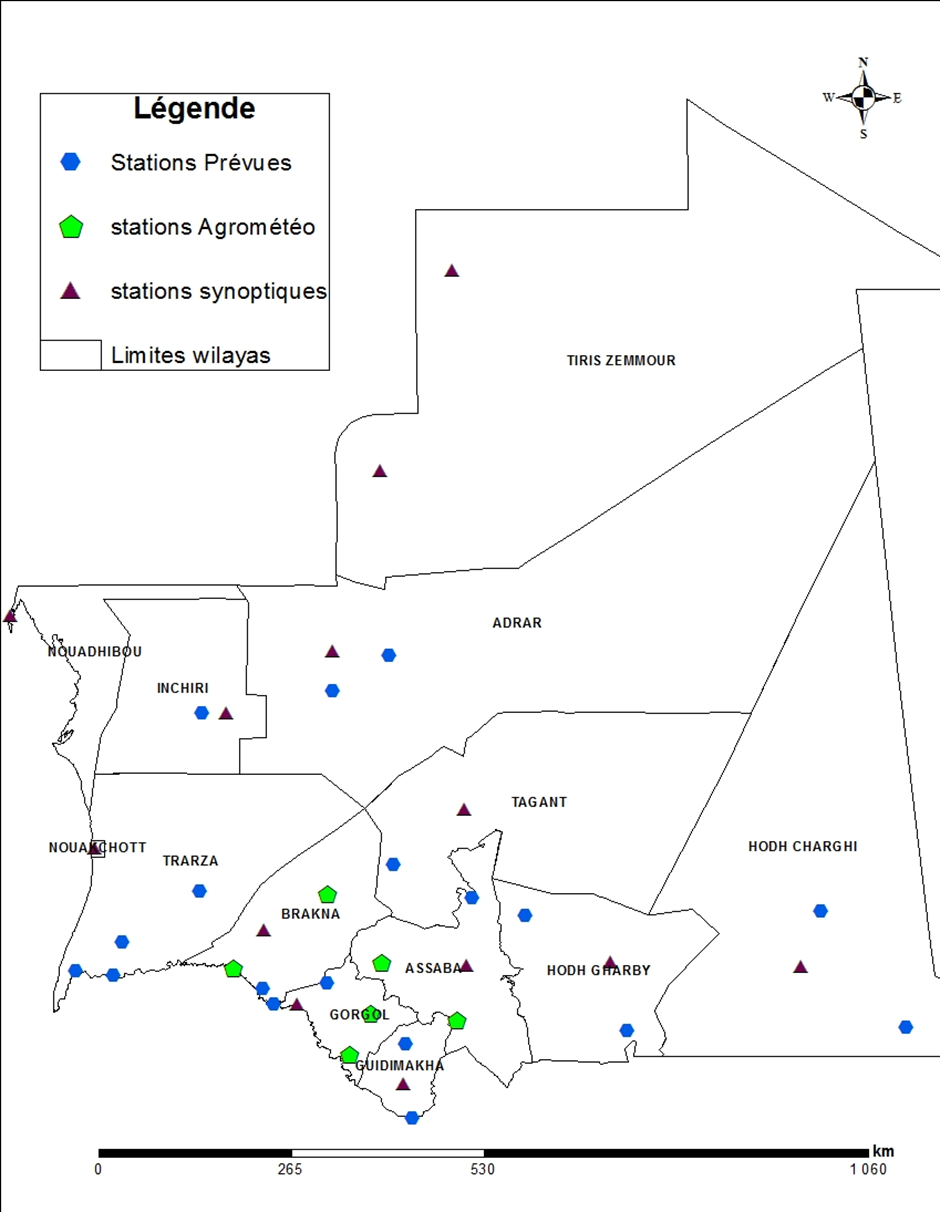 N
W E
S
Légende
Stations Prévues
stations Agrométéo
stations synoptiques
Limites wilayas
TIRIS ZEMMOUR
ADRAR
NOUADHIBOU
INCHIRI
TAGANT
HODH CHARGHI
NOUAKCHOTT
TRARZA
BRAKNA
ASSABA
HODH GHARBY
GORGOL
GUIDIMAKHA
km
0 265 530 1 060